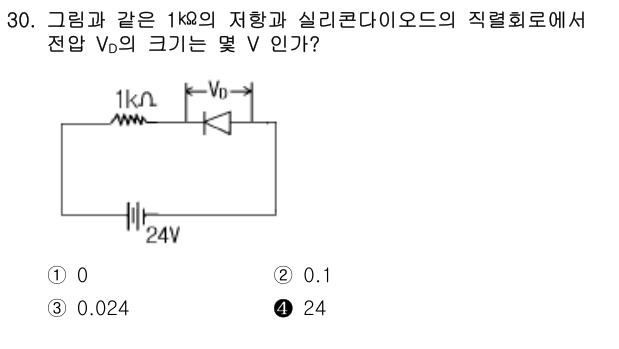 30. 그림과 같은 1㏀의 저항과 실리콘다이오드의 직렬회로에서
전압 V_D의 크기는 몇 V 인가?
1kΩ
V_D
24V
① 0
② 0.1
③ 0.024
❹ 24